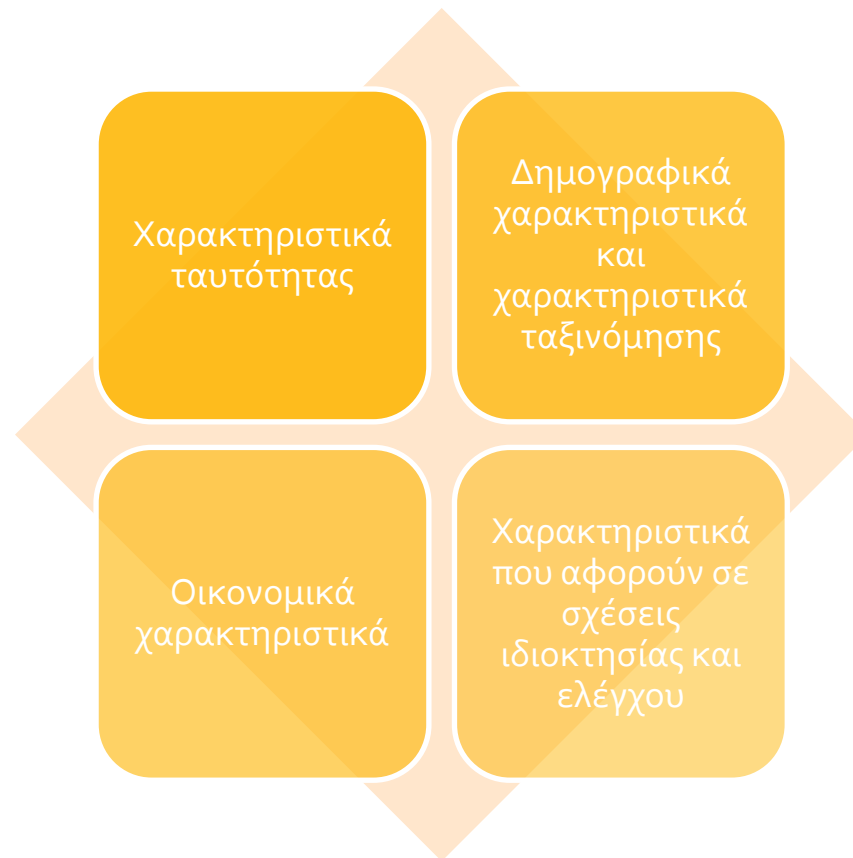 Χαρακτηριστικά
ταυτότητας
Δημογραφικά
χαρακτηριστικά
και
χαρακτηριστικά
ταξινόμησης
Οικονομικά
χαρακτηριστικά
Χαρακτηριστικά
που αφορούν σε
σχέσεις
ιδιοκτησίας και
ελέγχου